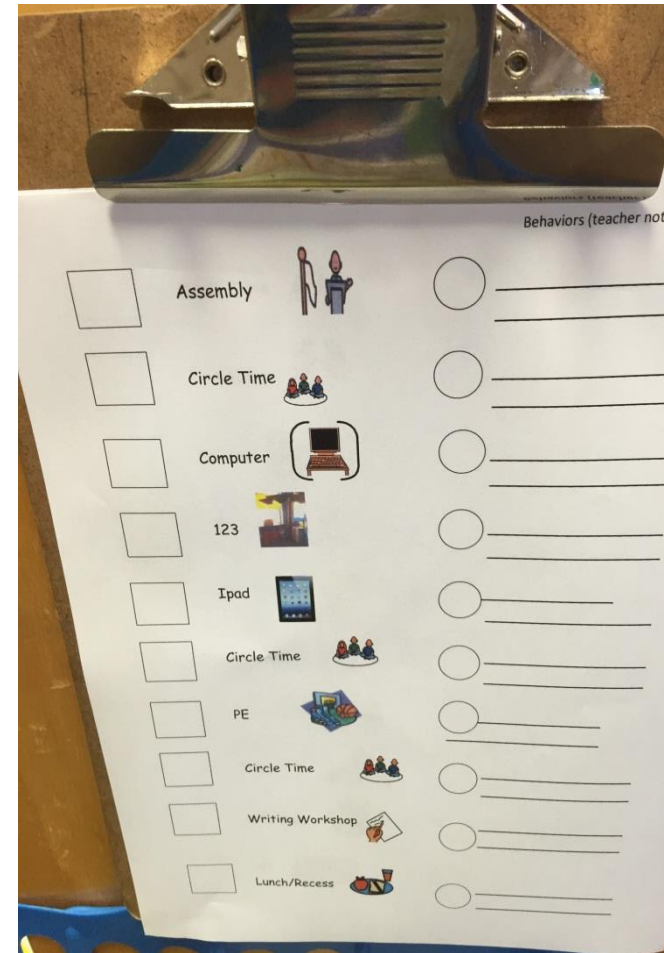 Behaviors (teacher not
Assembly
Circle Time
Computer
123
Ipad
Circle Time
PE
Circle Time
Writing Workshop
Lunch/Recess